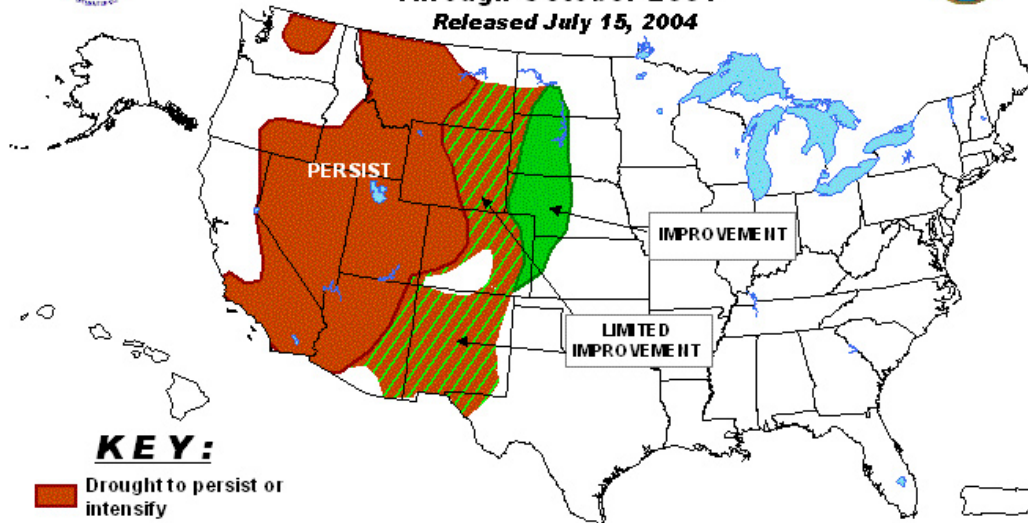 Released July 15, 2004
PERSIST
IMPROVEMENT
LIMITED
IMPROVEMENT
KEY:
Drought to persist or
intensify